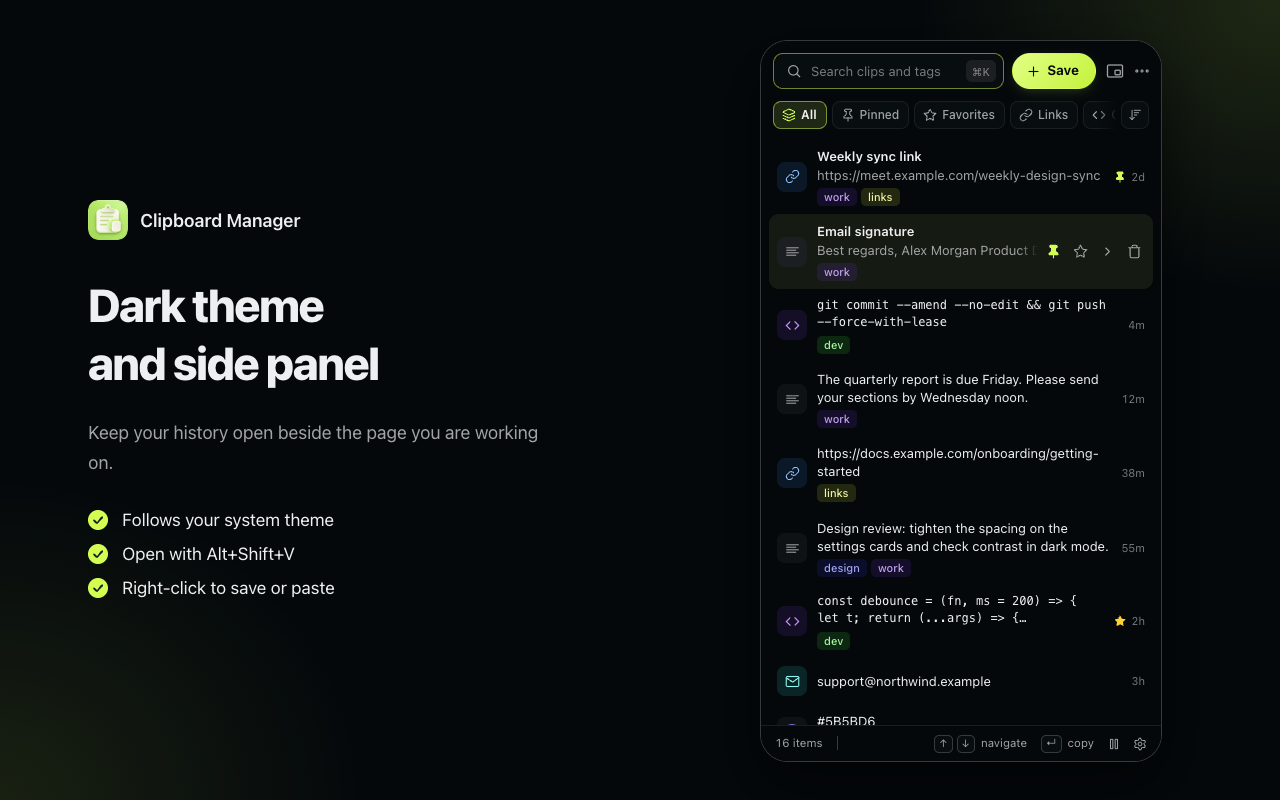 Clipboard Manager
Dark theme
and side panel
Keep your history open beside the page you are working
on.
Follows your system theme
Open with Alt+Shift+V
Right-click to save or paste
Search clips and tags ⌘K + Save
All Pinned Favorites Links
Weekly sync link
https://meet.example.com/weekly-design-sync 2d
work links
Email signature
Best regards, Alex Morgan Product
work
git commit --amend --no-edit && git push
--force-with-lease
4m
dev
The quarterly report is due Friday. Please send
your sections by Wednesday noon.
12m
work
https://docs.example.com/onboarding/getting-
started
38m
links
Design review: tighten the spacing on the
settings cards and check contrast in dark mode.
55m
design work
const debounce = (fn, ms = 200) => {
let t; return (...args) => {…
2h
dev
support@northwind.example 3h
#5B5BD6
16 items ↑ ↓ navigate ↵ copy